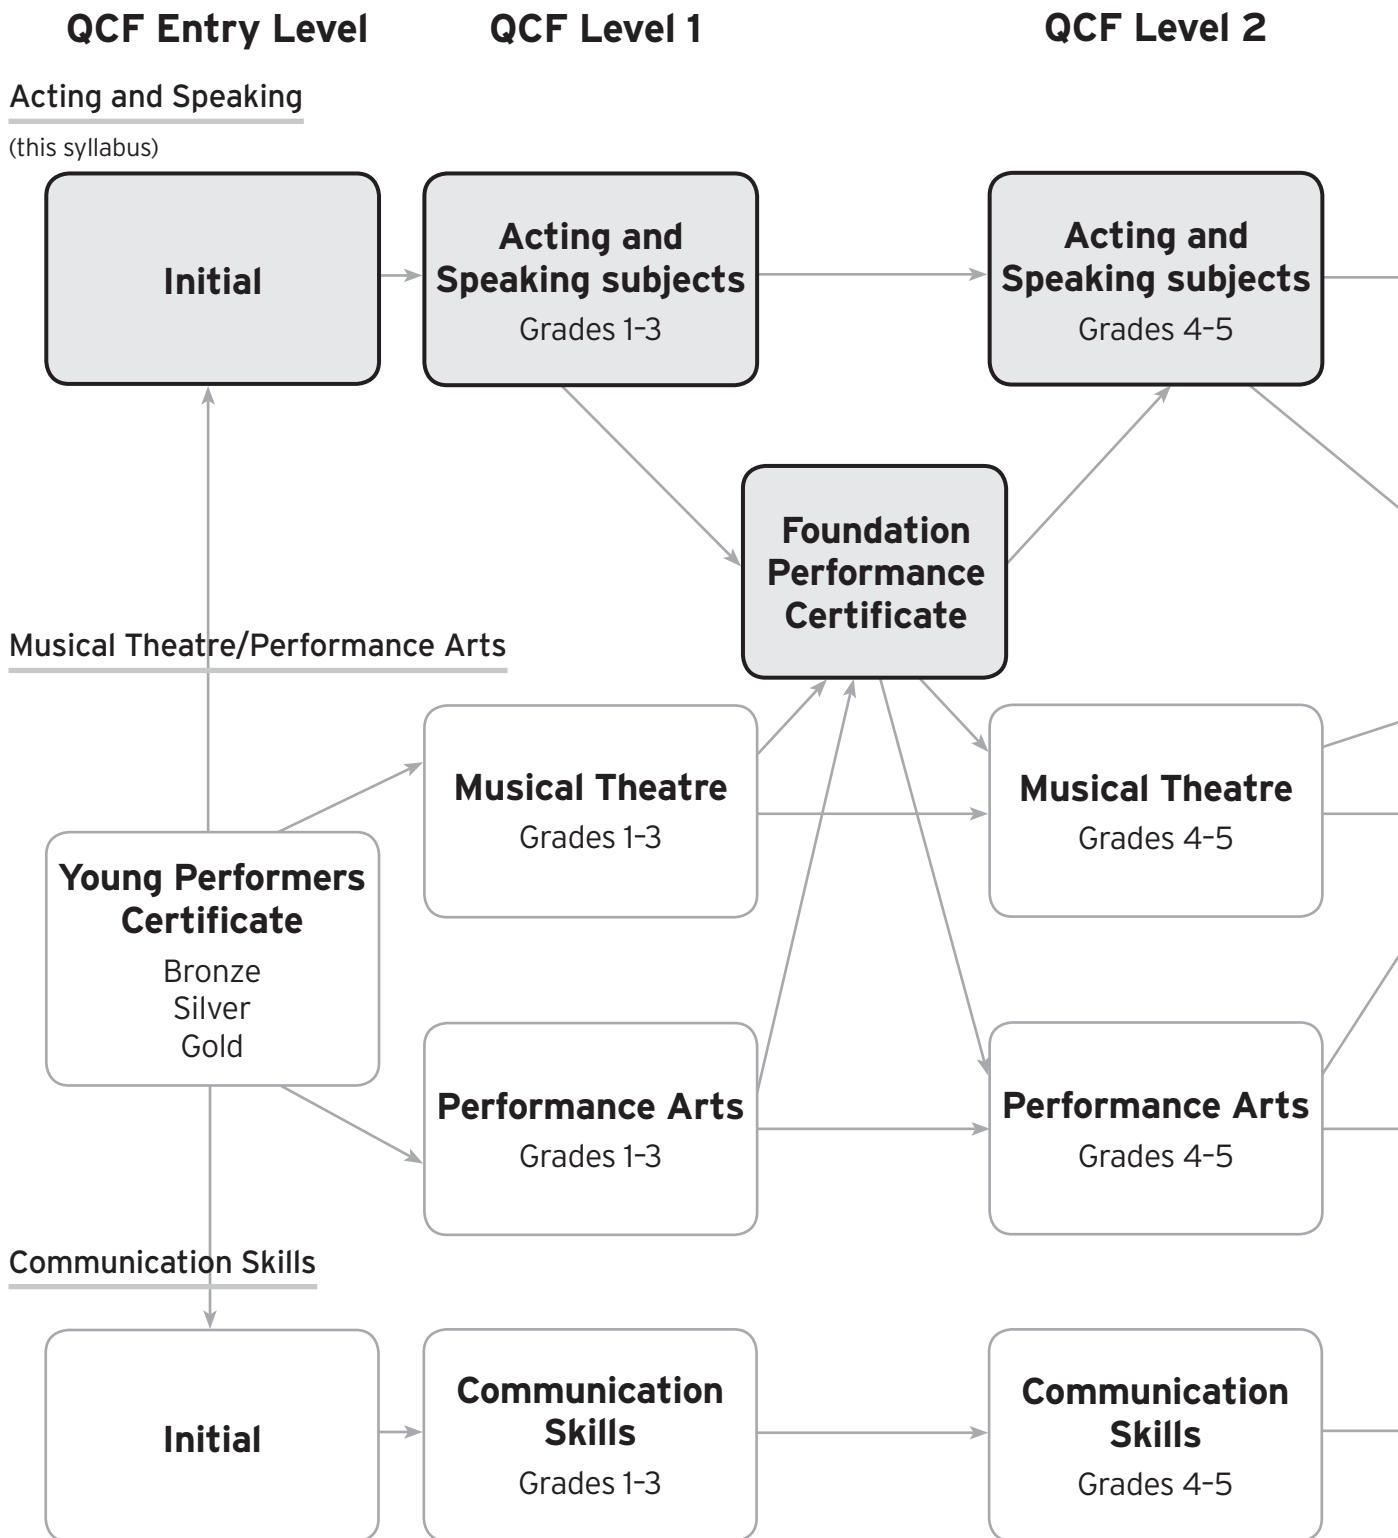 QCF Entry Level
QCF Level 1
QCF Level 2
Acting and Speaking
(this syllabus)
Initial
Acting and
Speaking subjects
Grades 1–3
Acting and
Speaking subjects
Grades 4–5
Foundation
Performance
Certificate
Musical Theatre/Performance Arts
Musical Theatre
Grades 1–3
Musical Theatre
Grades 4–5
Young Performers
Certificate
Bronze
Silver
Gold
Performance Arts
Grades 1–3
Performance Arts
Grades 4–5
Communication Skills
Initial
Communication
Skills
Grades 1–3
Communication
Skills
Grades 4–5